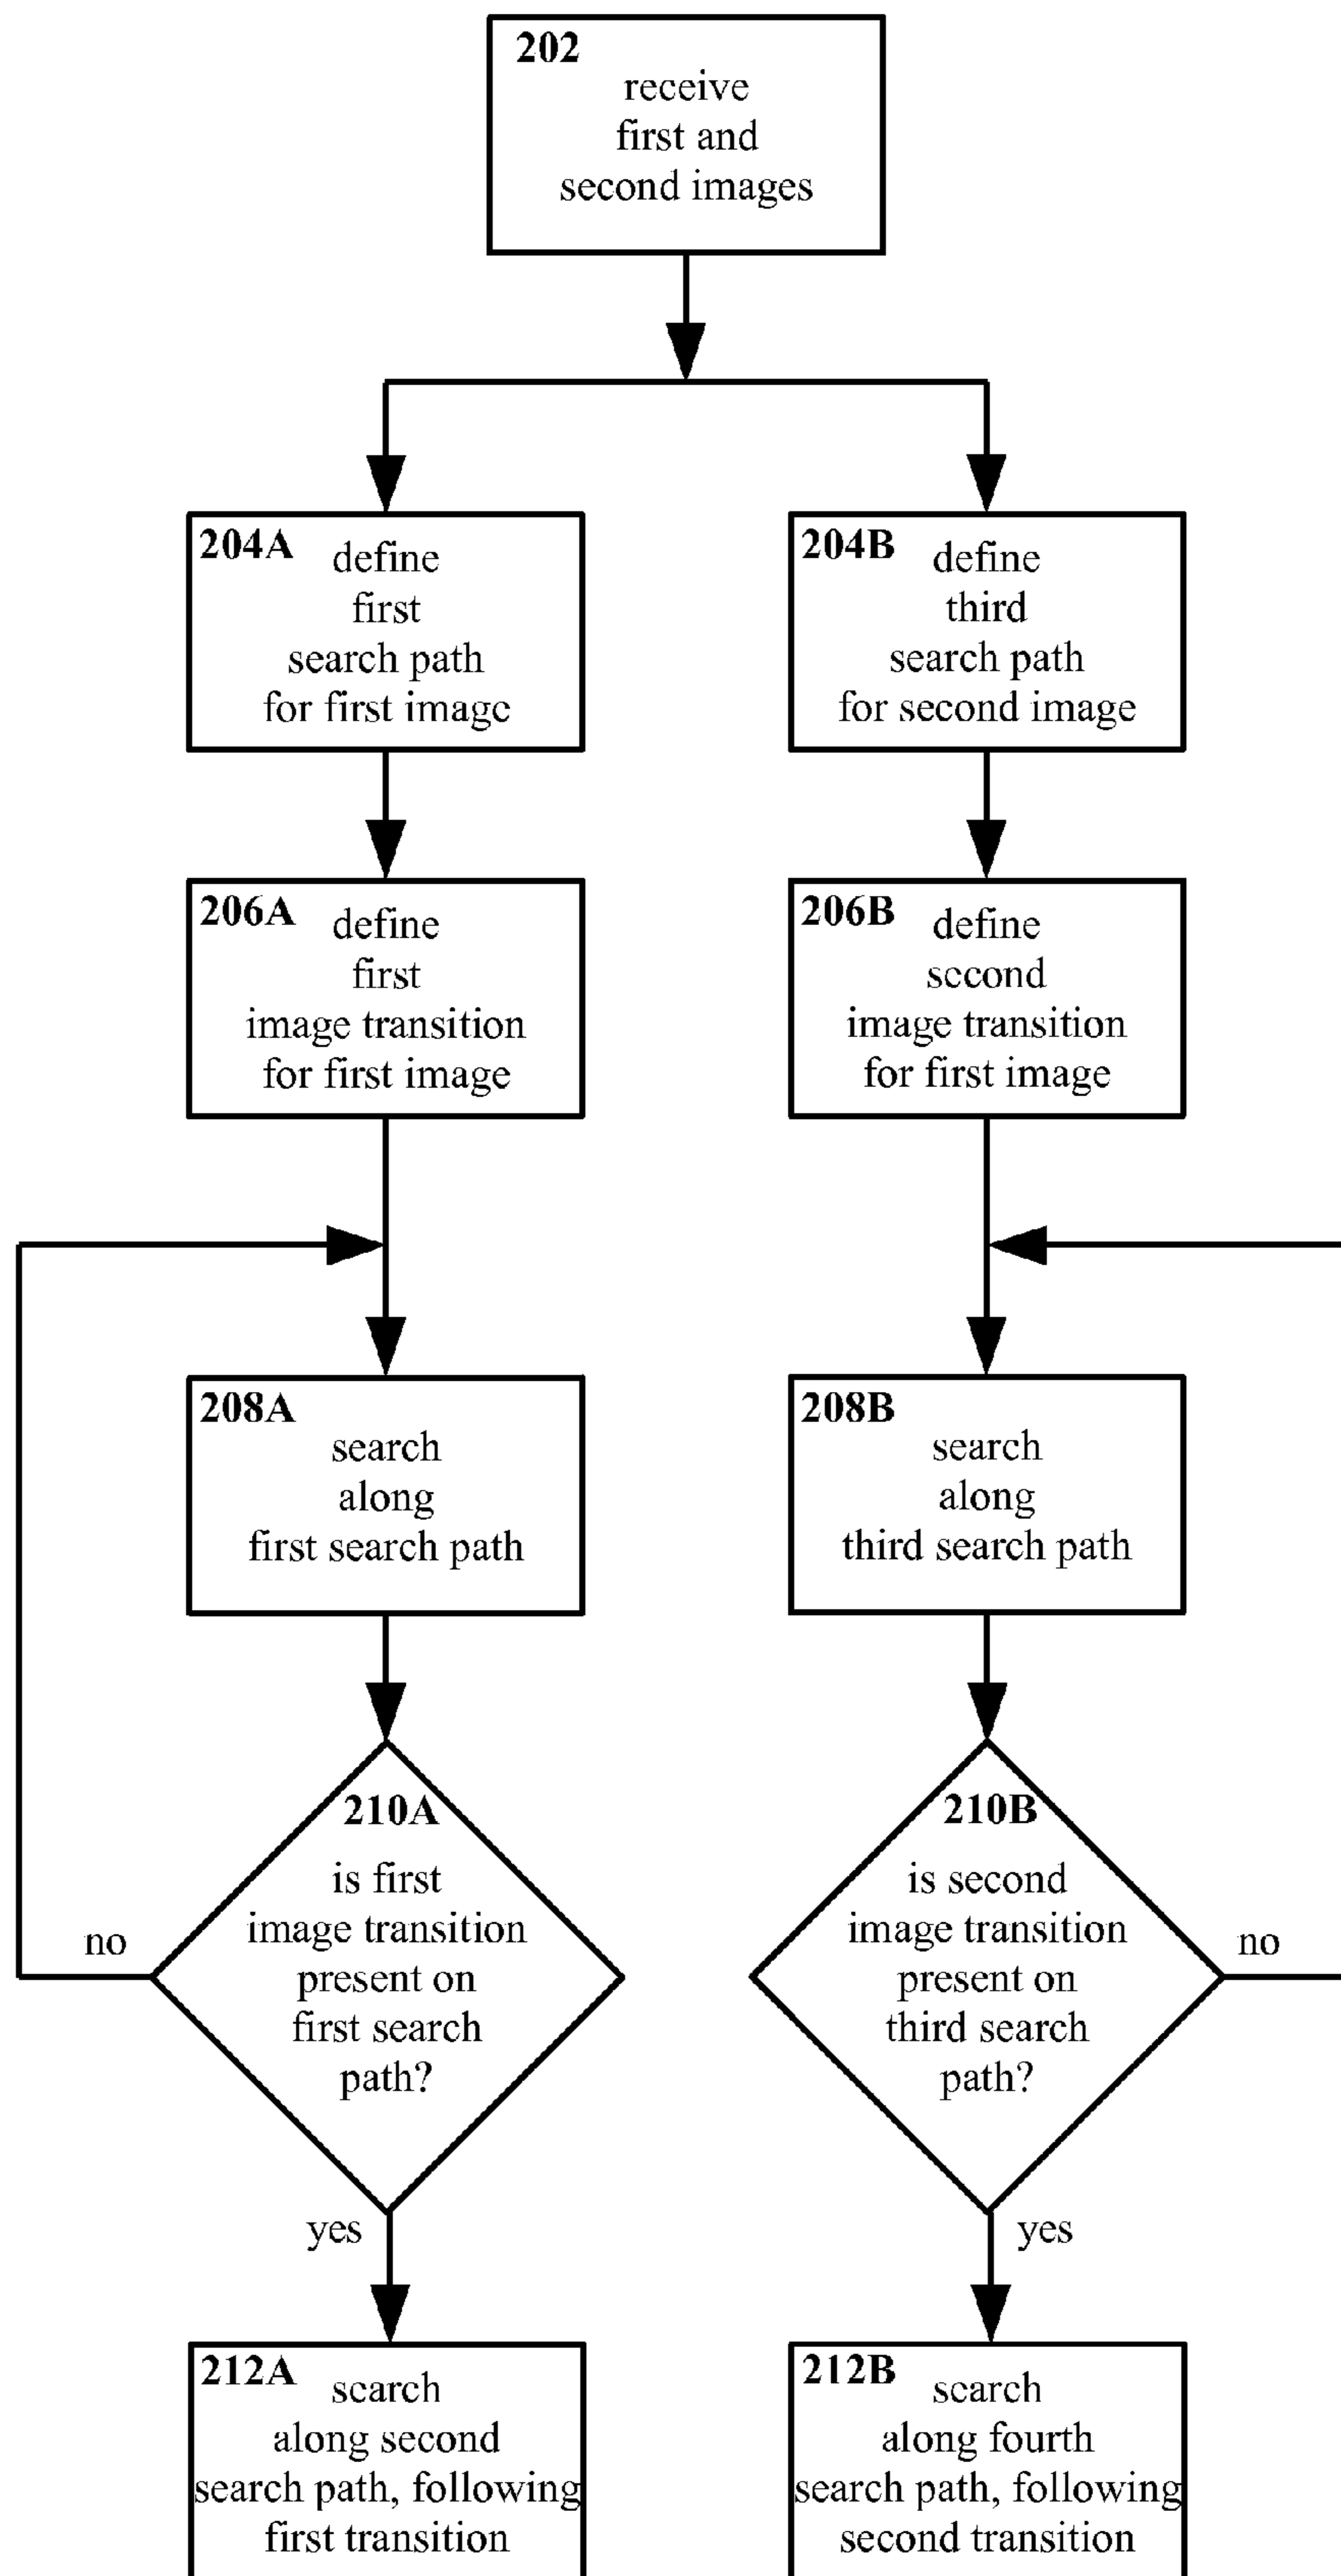 202
receive
first and
second images
204A
define
first
search path
for first image
204B
define
third
search path
for second image
206A
define
first
image transition
for first image
206B
define
second
image transition
for first image
208A
search
along
first search path
208B
search
along
third search path
210A
is first
image transition
present on
first search
path?
no
yes
210B
is second
image transition
present on
third search
path?
no
yes
212A
search
along second
search path, following
first transition
212B
search
along fourth
search path, following
second transition